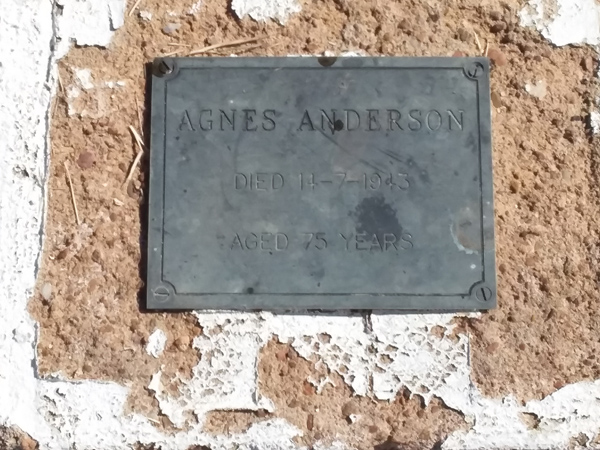 AGNES ANDERSON
DIED 14-7-1943
AGED 75 YEARS